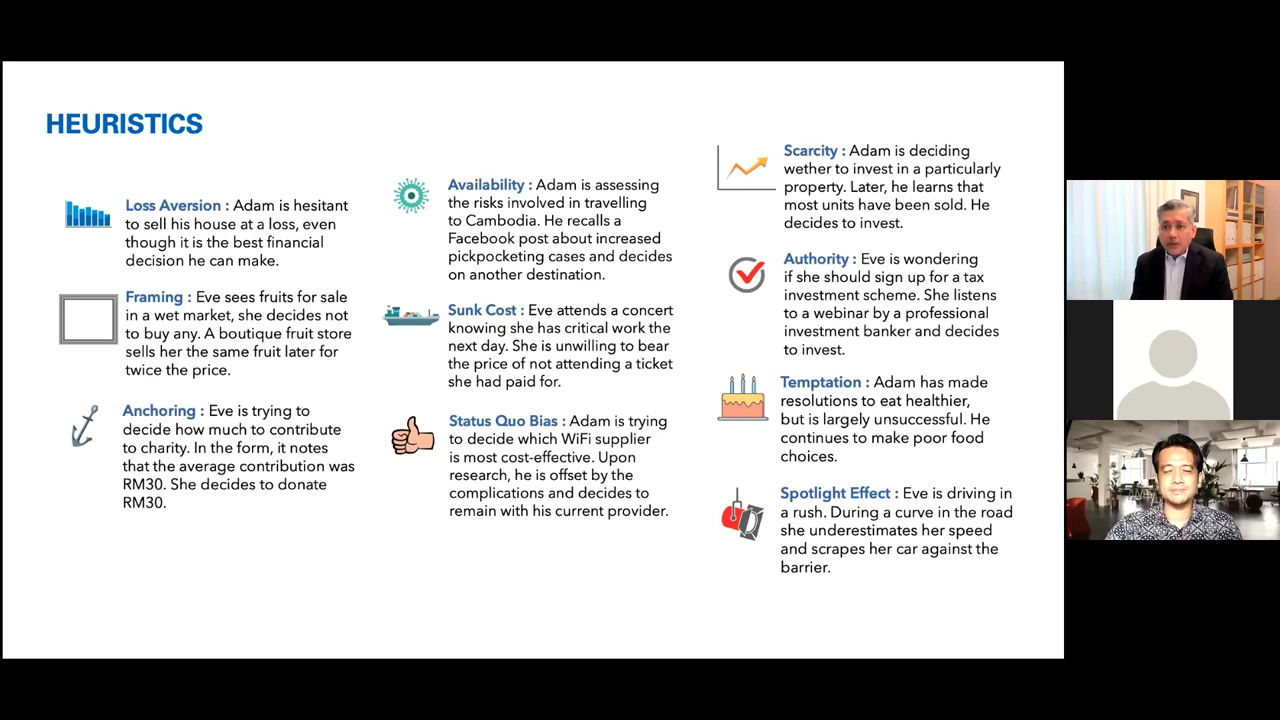 HEURISTICS
Loss Aversion : Adam is hesitant
to sell his house at a loss, even
though it is the best financial
decision he can make.
Framing : Eve sees fruits for sale
in a wet market, she decides not
to buy any. A boutique fruit store
sells her the same fruit later for
twice the price.
Anchoring : Eve is trying to
decide how much to contribute
to charity. In the form, it notes
that the average contribution was
RM30. She decides to donate
RM30.
Availability : Adam is assessing
the risks involved in travelling
to Cambodia. He recalls a
Facebook post about increased
pickpocketing cases and decides
on another destination.
Sunk Cost : Eve attends a concert
knowing she has critical work the
next day. She is unwilling to bear
the price of not attending a ticket
she had paid for.
Status Quo Bias : Adam is trying
to decide which WiFi supplier
is most cost-effective. Upon
research, he is offset by the
complications and decides to
remain with his current provider.
Scarcity : Adam is deciding
wether to invest in a particularly
property. Later, he learns that
most units have been sold. He
decides to invest.
Authority : Eve is wondering
if she should sign up for a tax
investment scheme. She listens
to a webinar by a professional
investment banker and decides
to invest.
Temptation : Adam has made
resolutions to eat healthier,
but is largely unsuccessful. He
continues to make poor food
choices.
Spotlight Effect : Eve is driving in
a rush. During a curve in the road
she underestimates her speed
and scrapes her car against the
barrier.